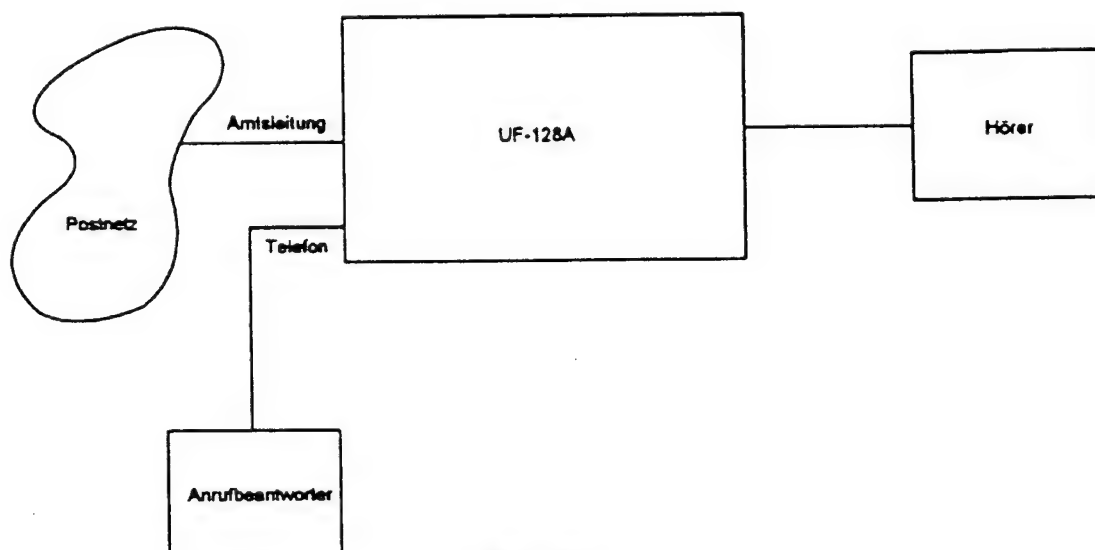 Amtsleitung
UF-128A
Hörer
Postnetz
Telefon
Anrufbeantworter